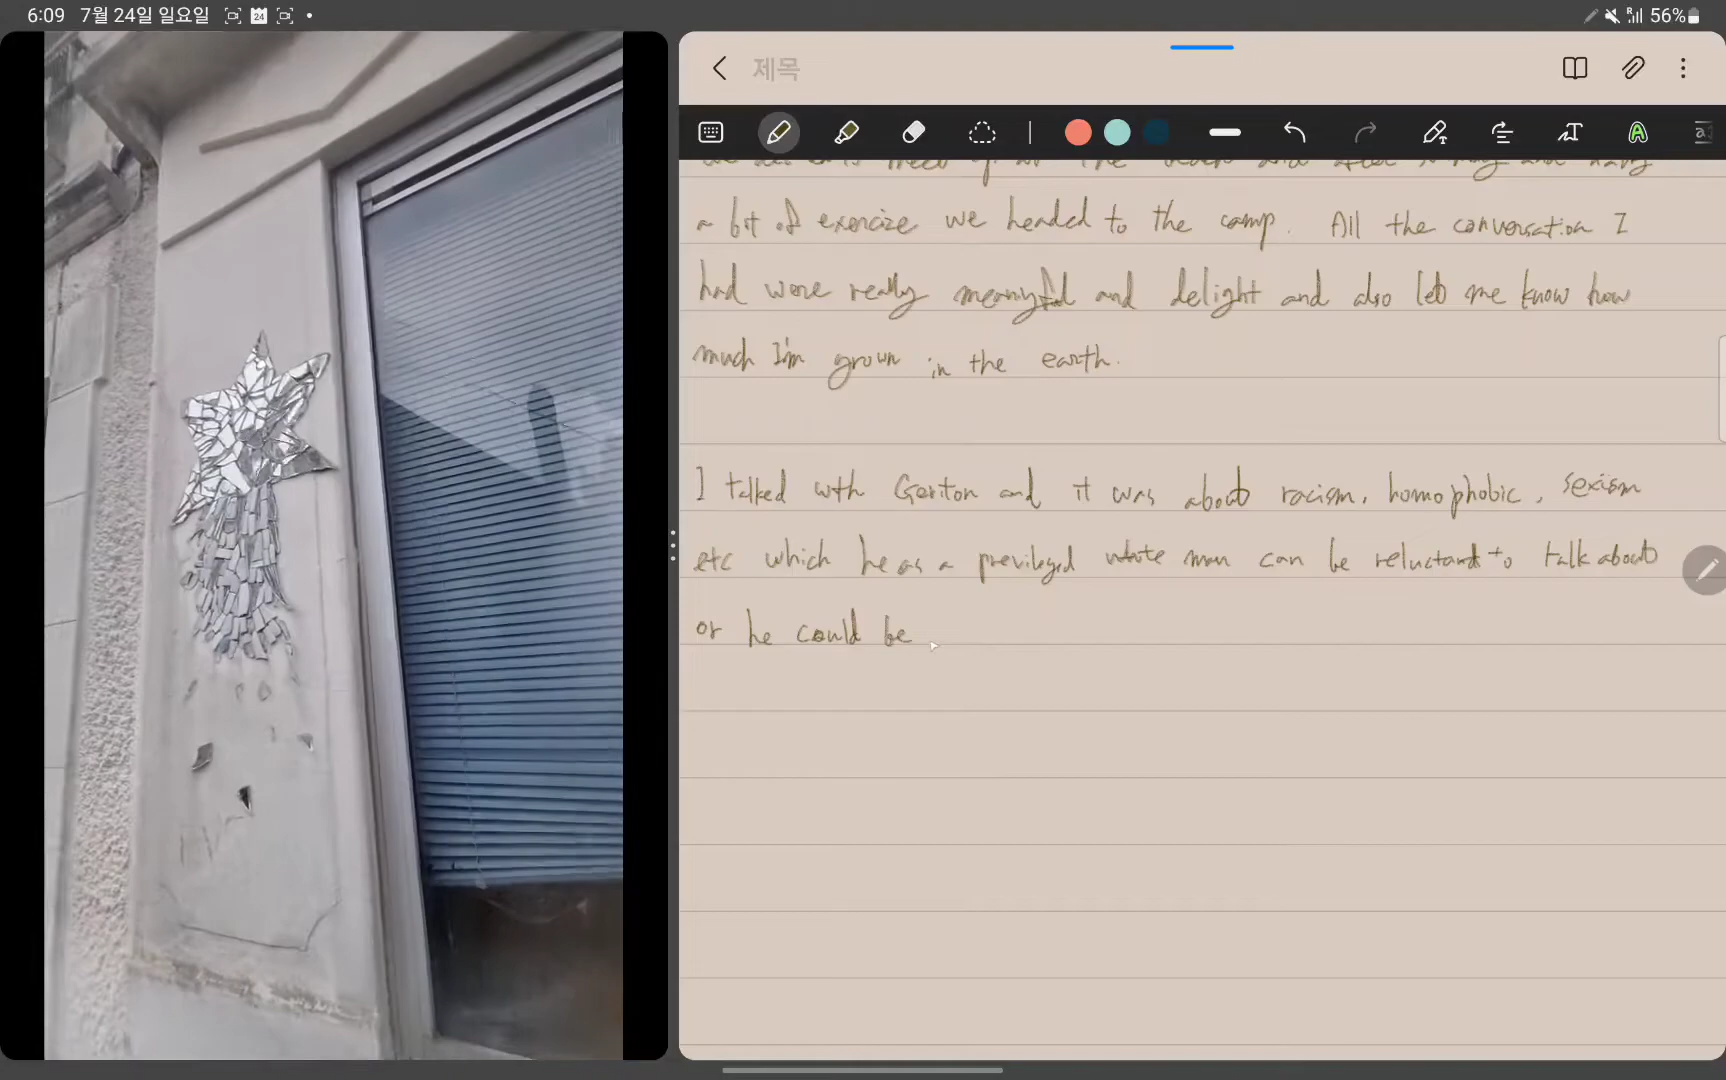 6:09 7월 24일 일요일 24 56%
제목
a bit of exercize we headed to the camp. All the conversation I
had were really and delight and also let me know how
much I'm grown in the earth.
I talked with and it was about racism, homophobic, sexism
etc which he as a previleged white man can be reluctant to talk about
or he could be